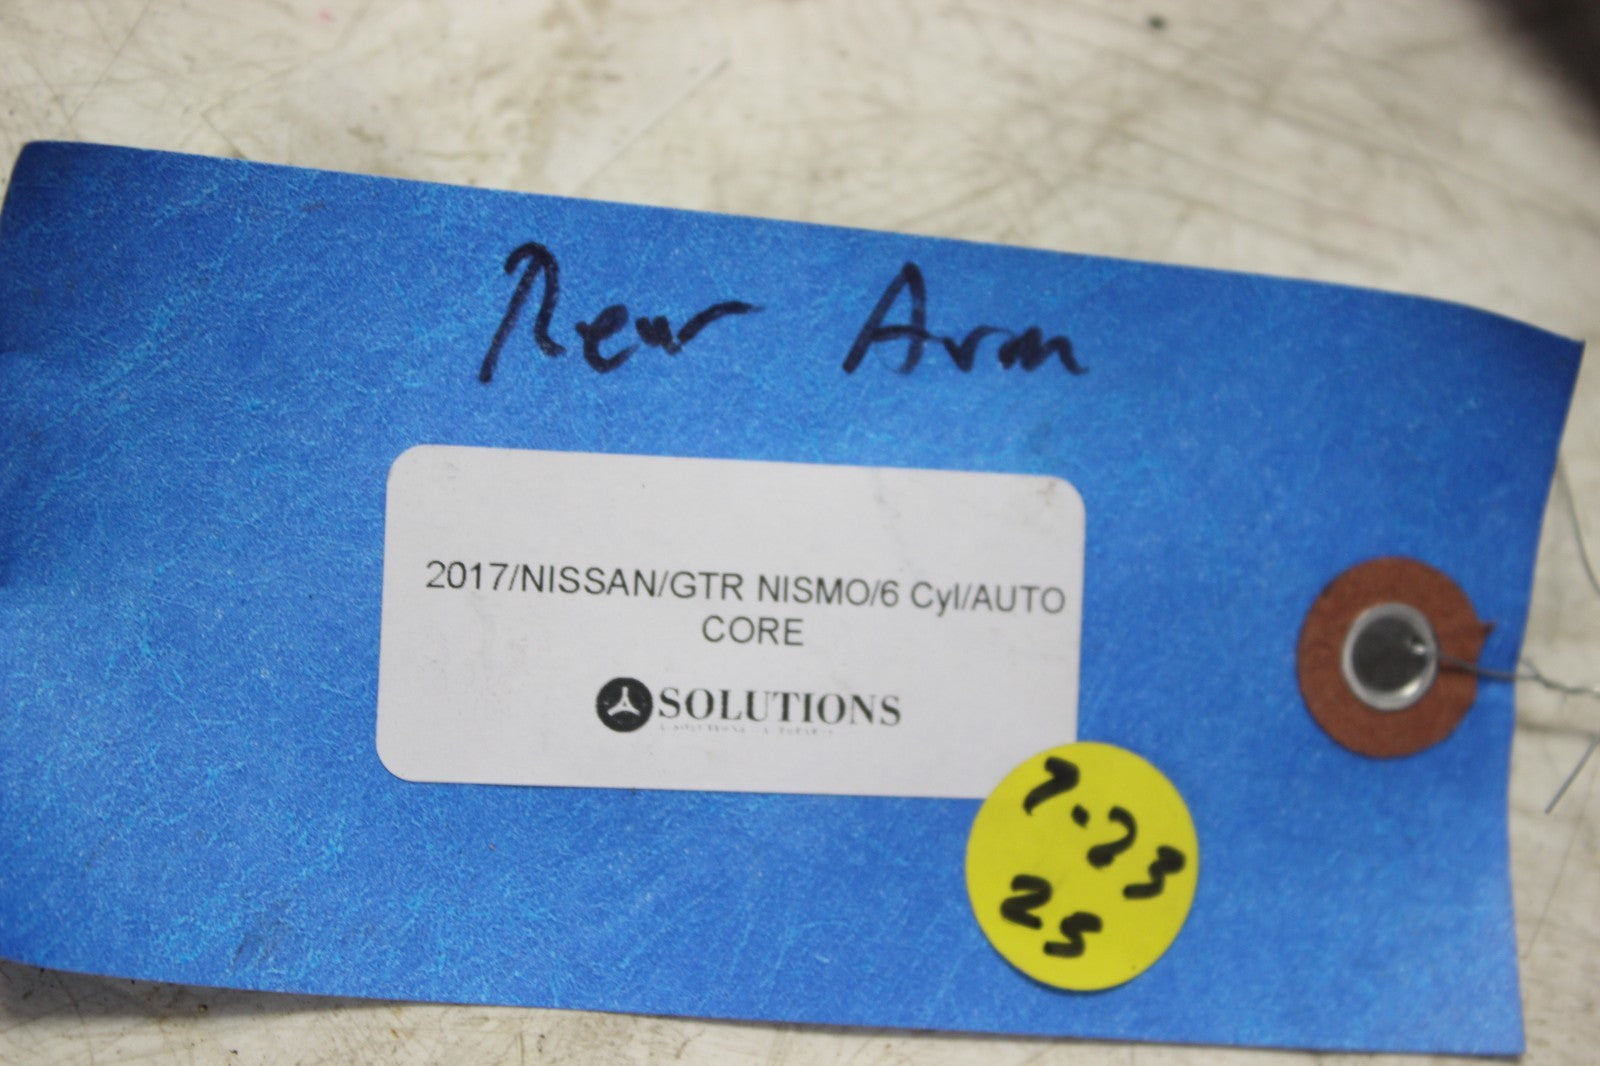 Rear Arm
2017/NISSAN/GTR NISMO/6 Cyl/AUTO
CORE
SOLUTIONS
7-23
25